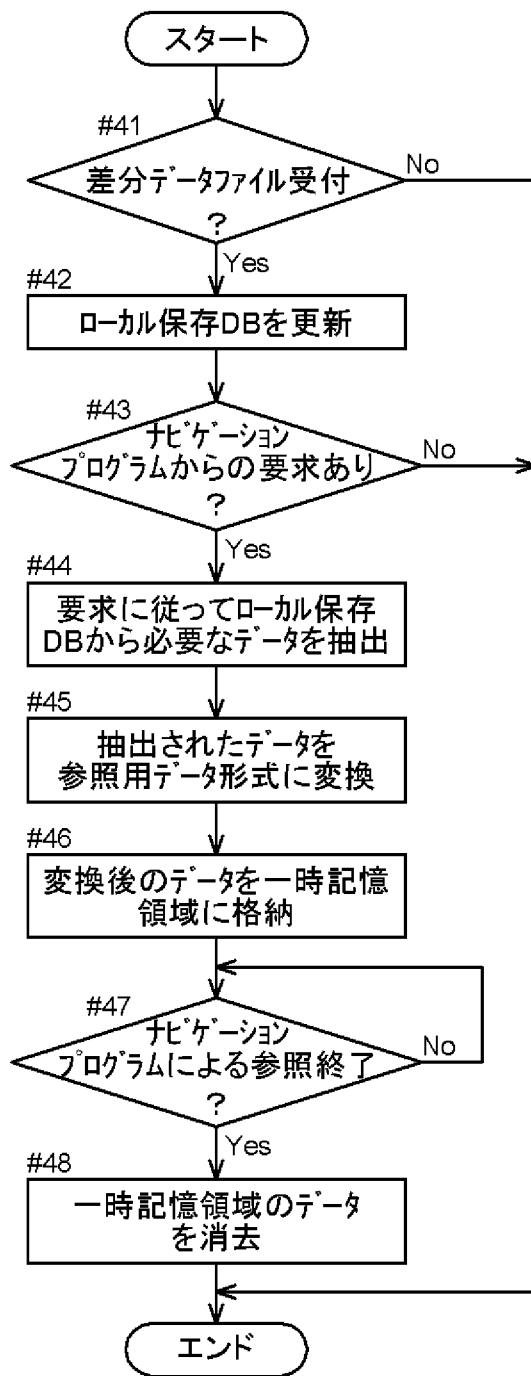 スタート
#41
差分データファイル受付
?
No
Yes
#42
ローカル保存DBを更新
#43
ナビゲーション
プログラムからの要求あり
?
No
Yes
#44
要求に従ってローカル保存
DBから必要なデータを抽出
#45
抽出されたデータを
参照用データ形式に変換
#46
変換後のデータを一時記憶
領域に格納
#47
ナビゲーション
プログラムによる参照終了
?
No
Yes
#48
一時記憶領域のデータ
を消去
エンド